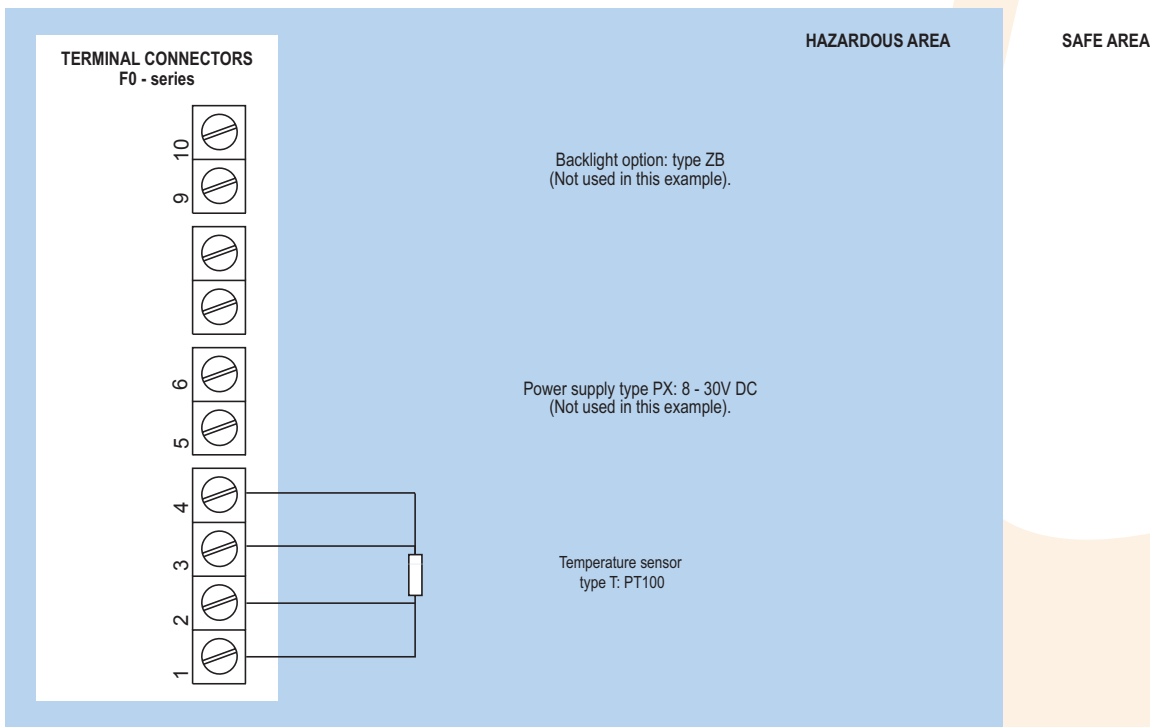 HAZARDOUS AREA
SAFE AREA
TERMINAL CONNECTORS
F0 - series
10
9
Backlight option: type ZB
(Not used in this example).
6
5
Power supply type PX: 8 - 30V DC
(Not used in this example).
4
3
2
1
Temperature sensor
type T: PT100